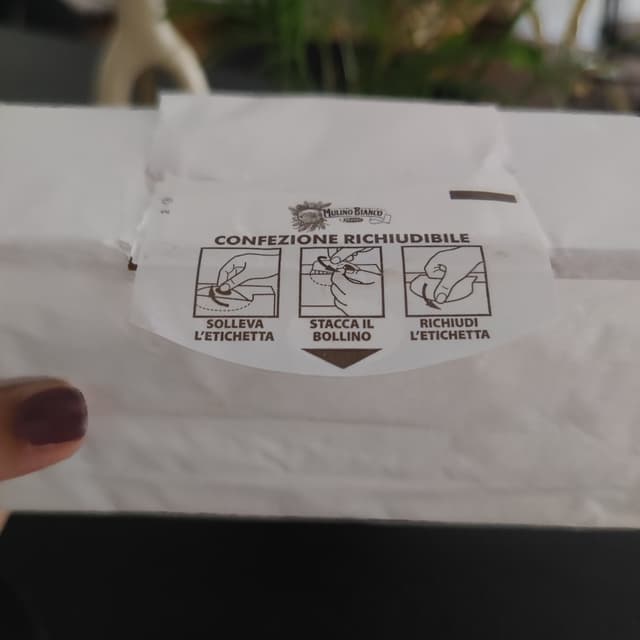 MULINO BIANCO
CONFEZIONE RICHIUDIBILE
SOLLEVA
L'ETICHETTA
STACCA IL
BOLLINO
RICHIUDI
L'ETICHETTA